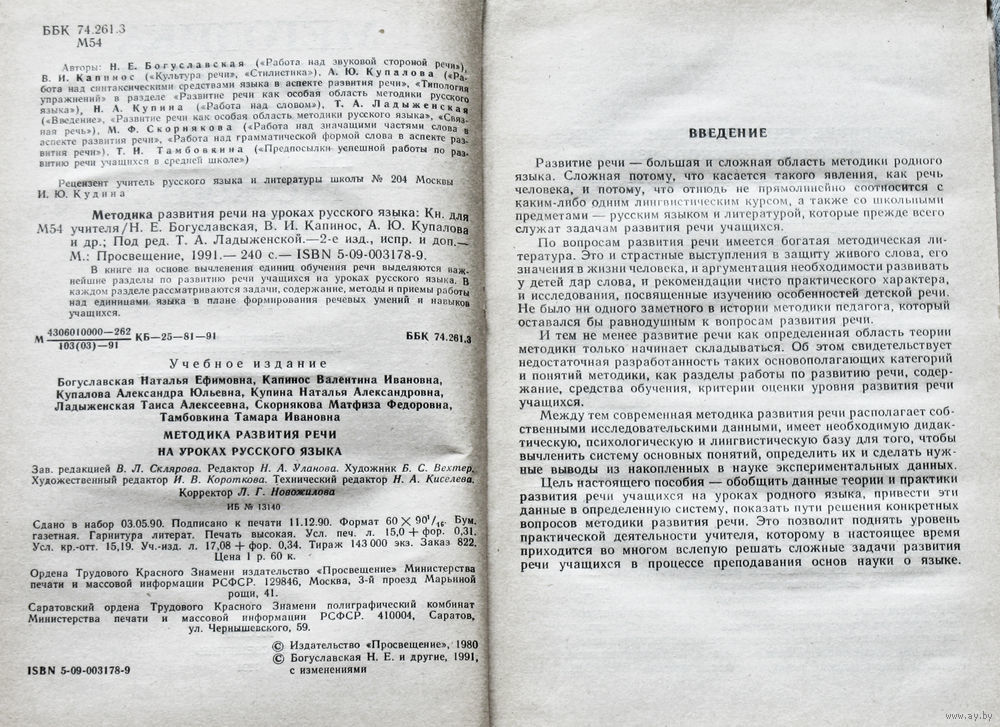 ББК 74.261.3
М54
Авторы: Н. Е. Богуславская («Работа над звуковой стороной речи»),
В. И. Капинос («Культура речи», «Стилистика»), А. Ю. Купалова («Ра-
бота над синтаксическими средствами языка в аспекте развития речи», «Типология
упражнений» в разделе «Развитие речи как особая область методики русского
языка»), Н. А. Купина («Работа над словом»), Т. А. Ладыженская
(«Введение», «Развитие речи как особая область методики русского языка», «Связ-
ная речь»), М. Ф. Скорнякова («Работа над значащими частями слова в
аспекте развития речи», «Работа над грамматической формой слова в аспекте раз-
вития речи»), Т. И. Тамбовкина («Предпосылки успешной работы по раз-
витию речи учащихся в средней школе»)
Рецензент учитель русского языка и литературы школы № 204 Москвы
И. Ю. Кудина
Методика развития речи на уроках русского языка: Кн. для
М54 учителя/Н. Е. Богуславская, В. И. Капинос, А. Ю. Купалова
и др.; Под ред. Т. А. Ладыженской.—2-е изд., испр. и доп.—
М.: Просвещение, 1991.— 240 с.— ISBN 5-09-003178-9.
В книге на основе вычленения единиц обучения речи выделяются важ-
нейшие разделы по развитию речи учащихся на уроках русского языка. В
каждом разделе рассматриваются задачи, содержание, методы и приемы работы
над единицами языка в плане формирования речевых умений и навыков
учащихся.
М 4306010000—262/103(03)—91 КБ—25—81—91 ББК 74.261.3
Учебное издание
Богуславская Наталья Ефимовна, Капинос Валентина Ивановна,
Купалова Александра Юльевна, Купина Наталья Александровна,
Ладыженская Таиса Алексеевна, Скорнякова Матфиза Федоровна,
Тамбовкина Тамара Ивановна
МЕТОДИКА РАЗВИТИЯ РЕЧИ
НА УРОКАХ РУССКОГО ЯЗЫКА
Зав. редакцией В. Л. Склярова. Редактор Н. А. Уланова. Художник Б. С. Вехтер.
Художественный редактор И. В. Короткова. Технический редактор Н. А. Киселева.
Корректор Л. Г. Новожилова
ИБ № 13140
Сдано в набор 03.05.90. Подписано к печати 11.12.90. Формат 60×90¹/₁₆. Бум.
газетная. Гарнитура литерат. Печать высокая. Усл. печ. л. 15,0+фор. 0,31.
Усл. кр.-отт. 15,19. Уч.-изд. л. 17,08+фор. 0,34. Тираж 143 000 экз. Заказ 822.
Цена 1 р. 60 к.
Ордена Трудового Красного Знамени издательство «Просвещение» Министерства
печати и массовой информации РСФСР. 129846, Москва, 3-й проезд Марьиной
рощи, 41.
Саратовский ордена Трудового Красного Знамени полиграфический комбинат
Министерства печати и массовой информации РСФСР. 410004, Саратов,
ул. Чернышевского, 59.
© Издательство «Просвещение», 1980
© Богуславская Н. Е. и другие, 1991,
ISBN 5-09-003178-9 с изменениями
ВВЕДЕНИЕ
Развитие речи — большая и сложная область методики родного
языка. Сложная потому, что касается такого явления, как речь
человека, и потому, что отнюдь не прямолинейно соотносится с
каким-либо одним лингвистическим курсом, а также со школьными
предметами — русским языком и литературой, которые прежде всего
служат задачам развития речи учащихся.
По вопросам развития речи имеется богатая методическая ли-
тература. Это и страстные выступления в защиту живого слова, его
значения в жизни человека, и аргументация необходимости развивать
у детей дар слова, и рекомендации чисто практического характера,
и исследования, посвященные изучению особенностей детской речи.
Не было ни одного заметного в истории методики педагога, который
оставался бы равнодушным к вопросам развития речи.
И тем не менее развитие речи как определенная область теории
методики только начинает складываться. Об этом свидетельствует
недостаточная разработанность таких основополагающих категорий
и понятий методики, как разделы работы по развитию речи, содер-
жание, средства обучения, критерии оценки уровня развития речи
учащихся.
Между тем современная методика развития речи располагает соб-
ственными исследовательскими данными, имеет необходимую дидак-
тическую, психологическую и лингвистическую базу для того, чтобы
вычленить систему основных понятий, определить их и сделать нуж-
ные выводы из накопленных в науке экспериментальных данных.
Цель настоящего пособия — обобщить данные теории и практики
развития речи учащихся на уроках родного языка, привести эти
данные в определенную систему, показать пути решения конкретных
вопросов методики развития речи. Это позволит поднять уровень
практической деятельности учителя, которому в настоящее время
приходится во многом вслепую решать сложные задачи развития
речи учащихся в процессе преподавания основ науки о языке.
www.ay.by